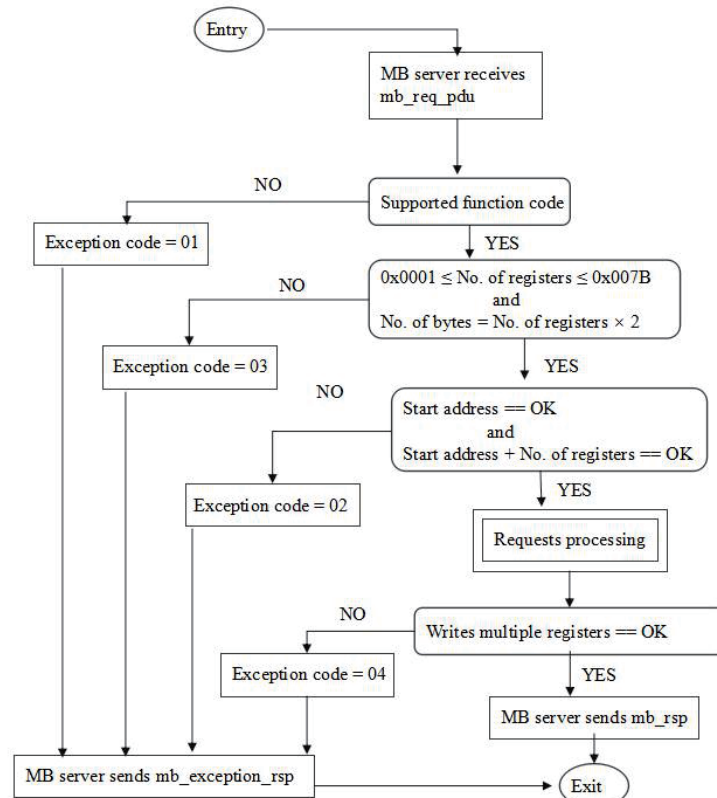 Entry
MB server receives
mb_req_pdu
NO
Supported function code
Exception code = 01
YES
0x0001 ≤ No. of registers ≤ 0x007B
and
No. of bytes = No. of registers × 2
NO
Exception code = 03
YES
NO
Start address == OK
and
Start address + No. of registers == OK
Exception code = 02
YES
Requests processing
NO
Writes multiple registers == OK
Exception code = 04
YES
MB server sends mb_rsp
MB server sends mb_exception_rsp
Exit